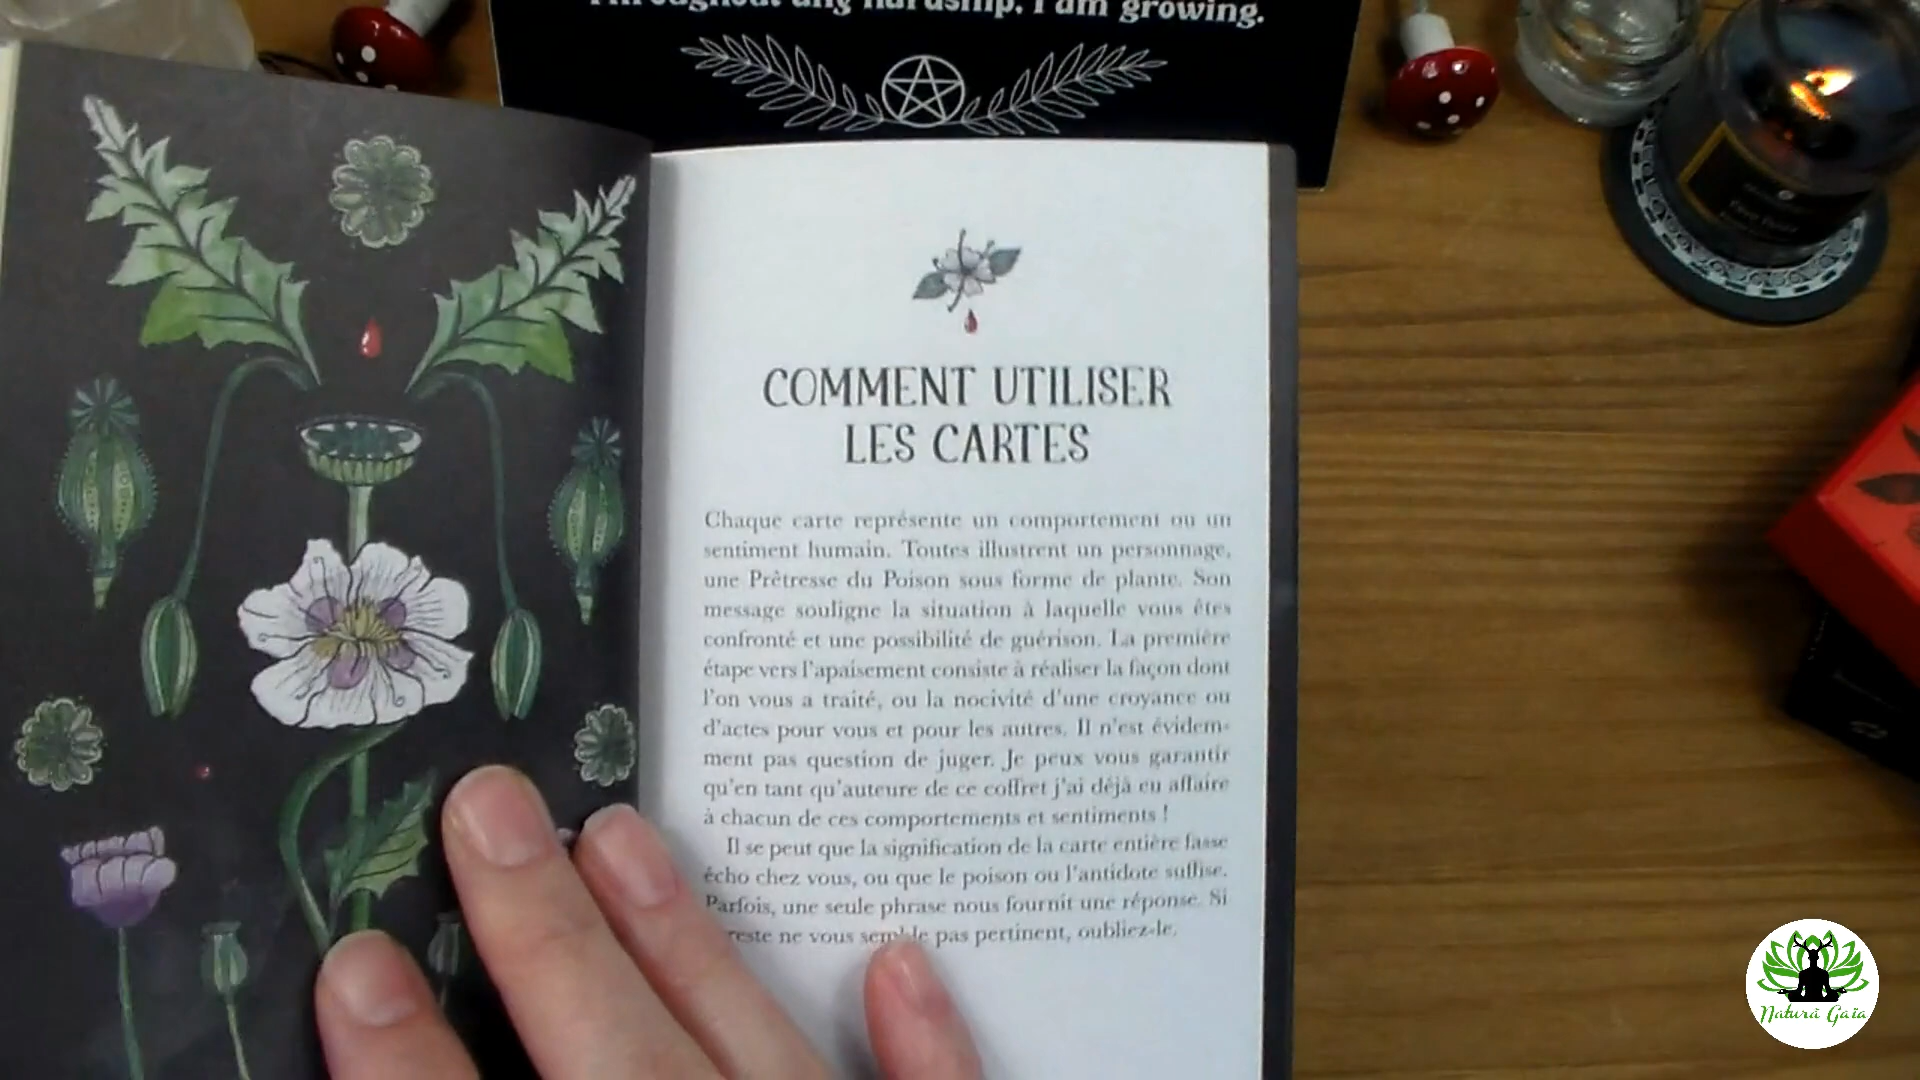 Throughout any hardship, I am growing.
COMMENT UTILISER
LES CARTES
Chaque carte représente un comportement ou un
sentiment humain. Toutes illustrent un personnage,
une Prêtresse du Poison sous forme de plante. Son
message souligne la situation à laquelle vous êtes
confronté et une possibilité de guérison. La première
étape vers l'apaisement consiste à réaliser la façon dont
l'on vous a traité, ou la nocivité d'une croyance ou
d'actes pour vous et pour les autres. Il n'est évidem-
ment pas question de juger. Je peux vous garantir
qu'en tant qu'auteure de ce coffret j'ai déjà eu affaire
à chacun de ces comportements et sentiments !
Il se peut que la signification de la carte entière fasse
écho chez vous, ou que le poison ou l'antidote suffise.
Parfois, une seule phrase nous fournit une réponse. Si
reste ne vous semble pas pertinent, oubliez-le.
Naturä Gaïa